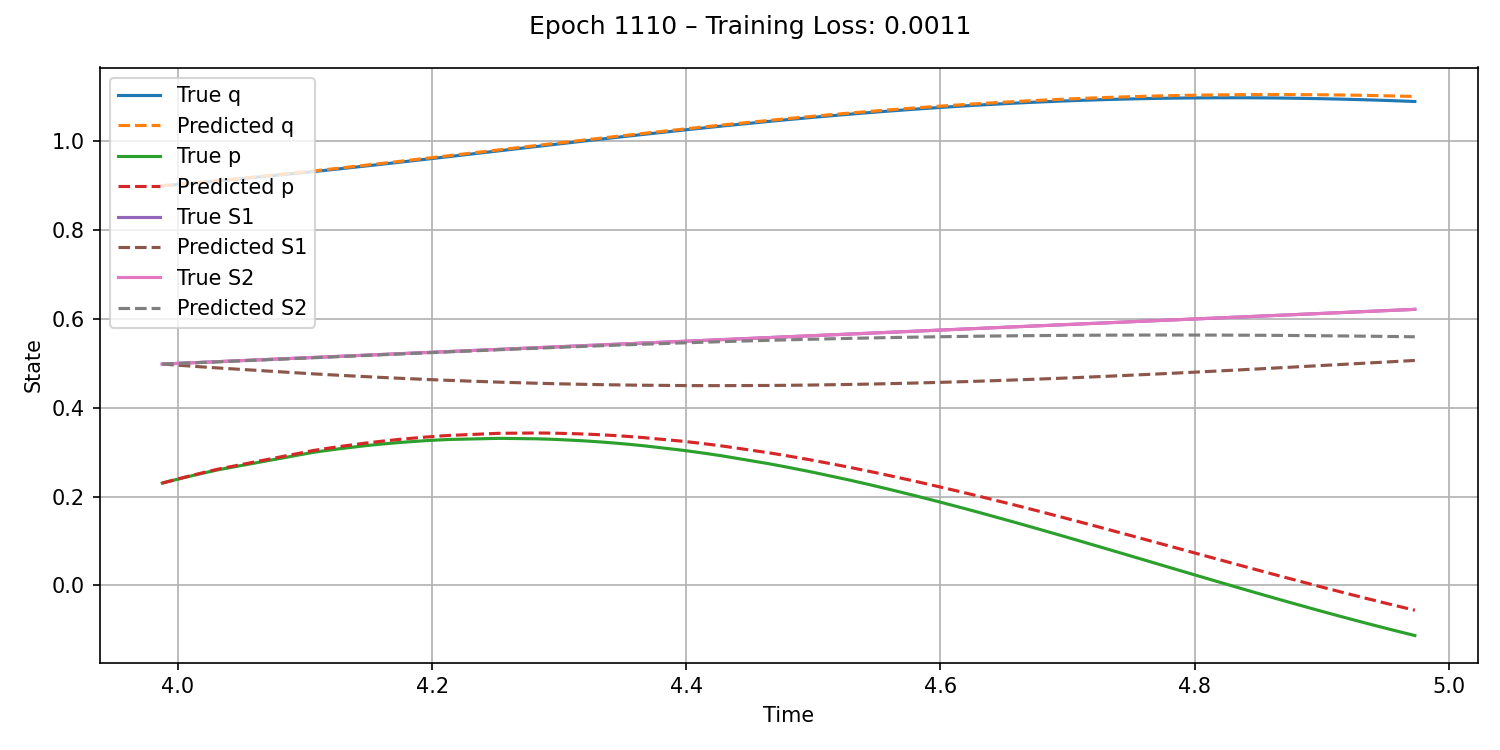 Epoch 1110 – Training Loss: 0.0011
True q
Predicted q
True p
Predicted p
True S1
Predicted S1
True S2
Predicted S2
State
1.0
0.8
0.6
0.4
0.2
0.0
4.0 4.2 4.4 4.6 4.8 5.0
Time